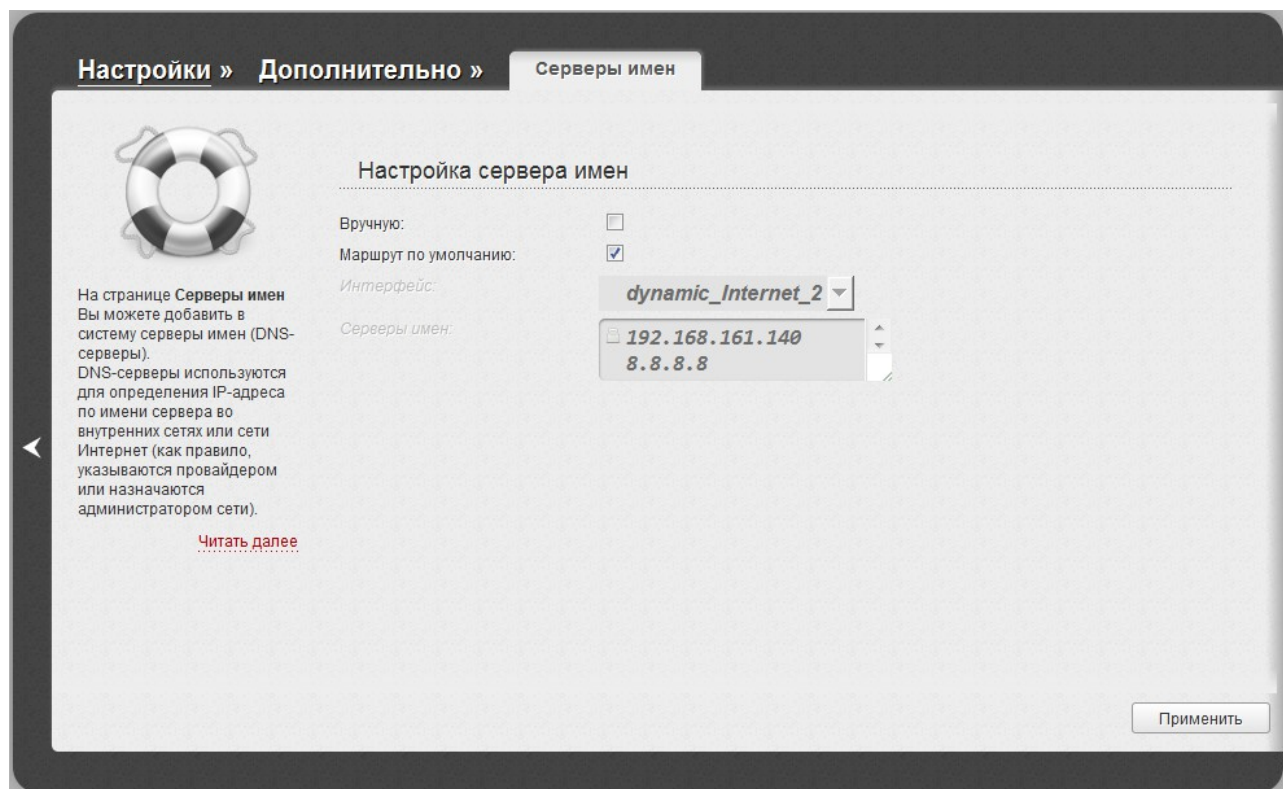 Настройки » Дополнительно » Серверы имен
Настройка сервера имен
Вручную:
Маршрут по умолчанию:
Интерфейс:
dynamic_Internet_2
Серверы имен:
192.168.161.140
8.8.8.8
На странице Серверы имен
Вы можете добавить в
систему серверы имен (DNS-
серверы).
DNS-серверы используются
для определения IP-адреса
по имени сервера во
внутренних сетях или сети
Интернет (как правило,
указываются провайдером
или назначаются
администратором сети).
Читать далее
Применить